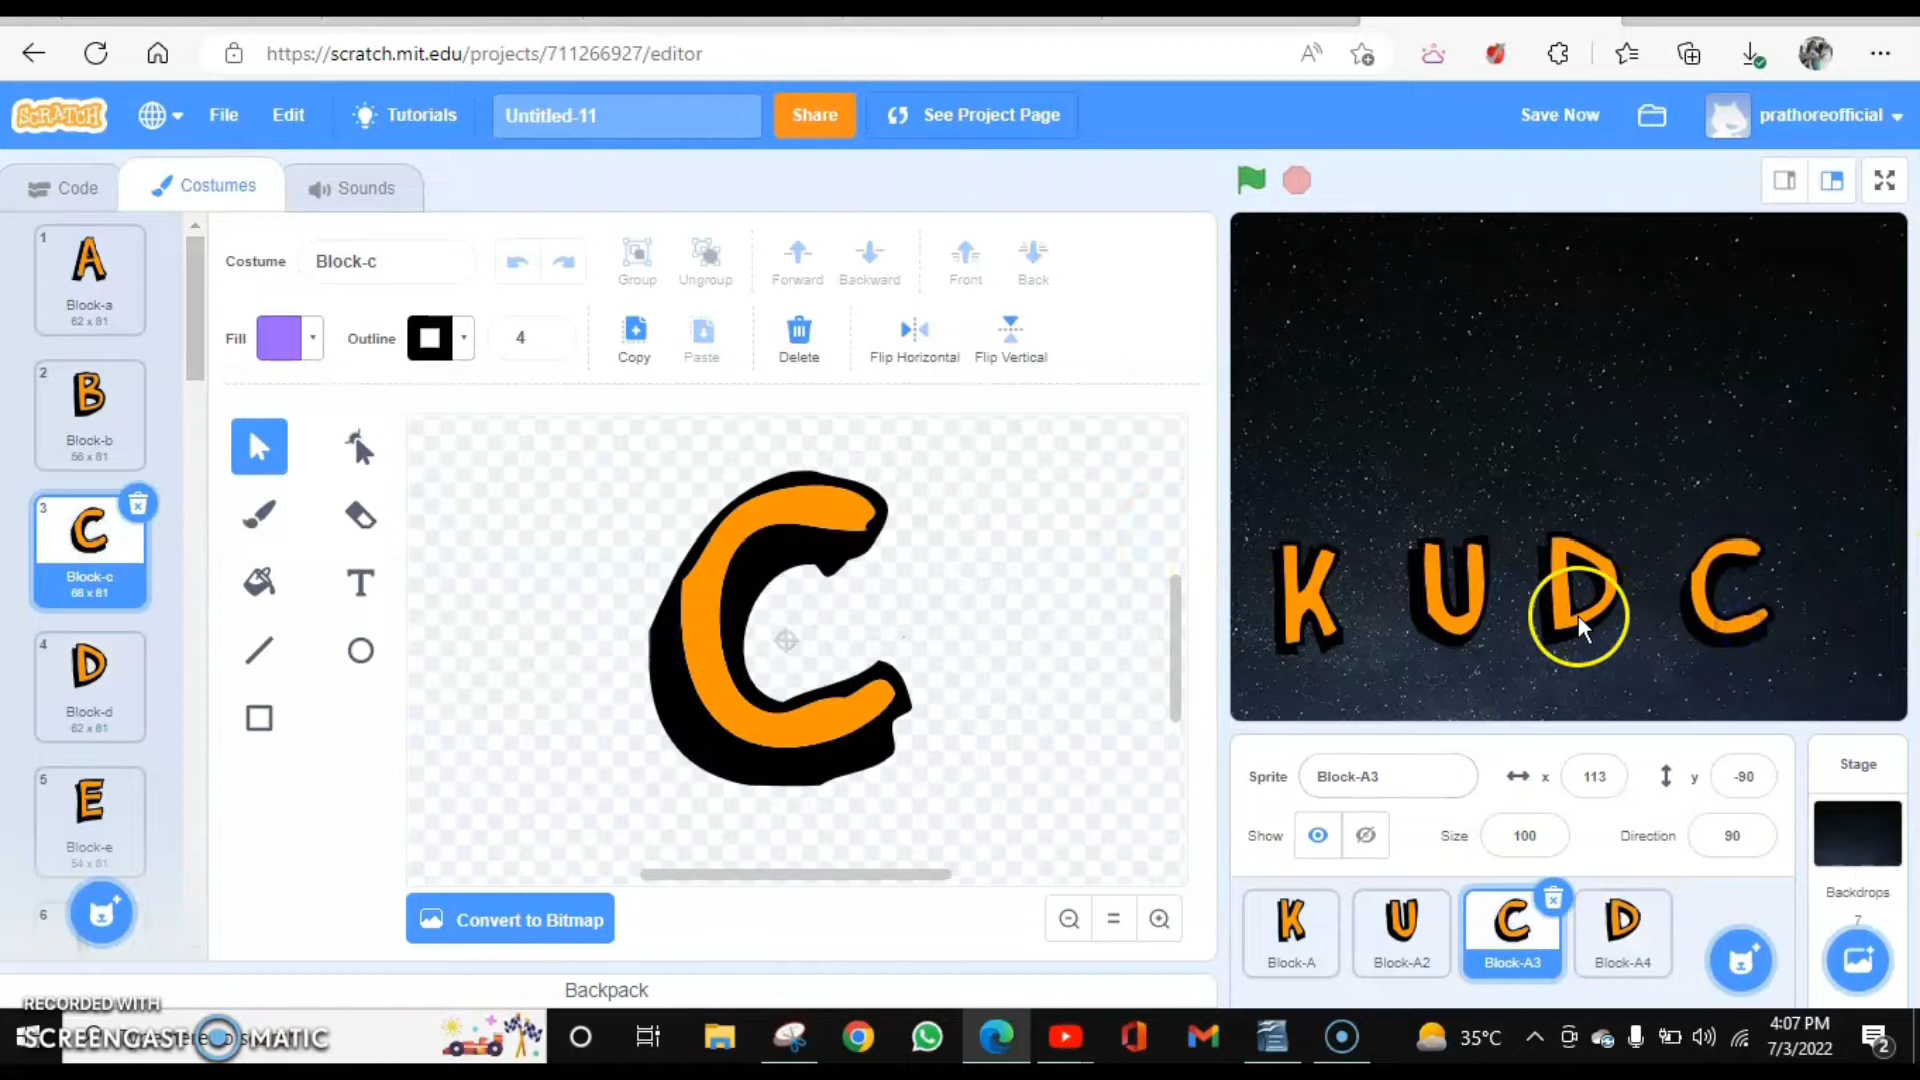 https://scratch.mit.edu/projects/711266927/editor
SCRATCH File Edit Tutorials Untitled-11 Share See Project Page Save Now prathoreofficial
Code Costumes Sounds
1
A
Block-a
62 x 81
2
B
Block-b
56 x 81
3
C
Block-c
68 x 81
4
D
Block-d
62 x 81
5
E
Block-e
54 x 81
6
Costume Block-c Group Ungroup Forward Backward Front Back
Fill Outline 4 Copy Paste Delete Flip Horizontal Flip Vertical
T
C
Convert to Bitmap
Backpack
K U D C
Sprite Block-A3 x 113 y -90
Show Size 100 Direction 90
K U C D
Block-A Block-A2 Block-A3 Block-A4
Stage
Backdrops
7
RECORDED WITH
SCREENCAST MATIC
35°C
4:07 PM
7/3/2022
2